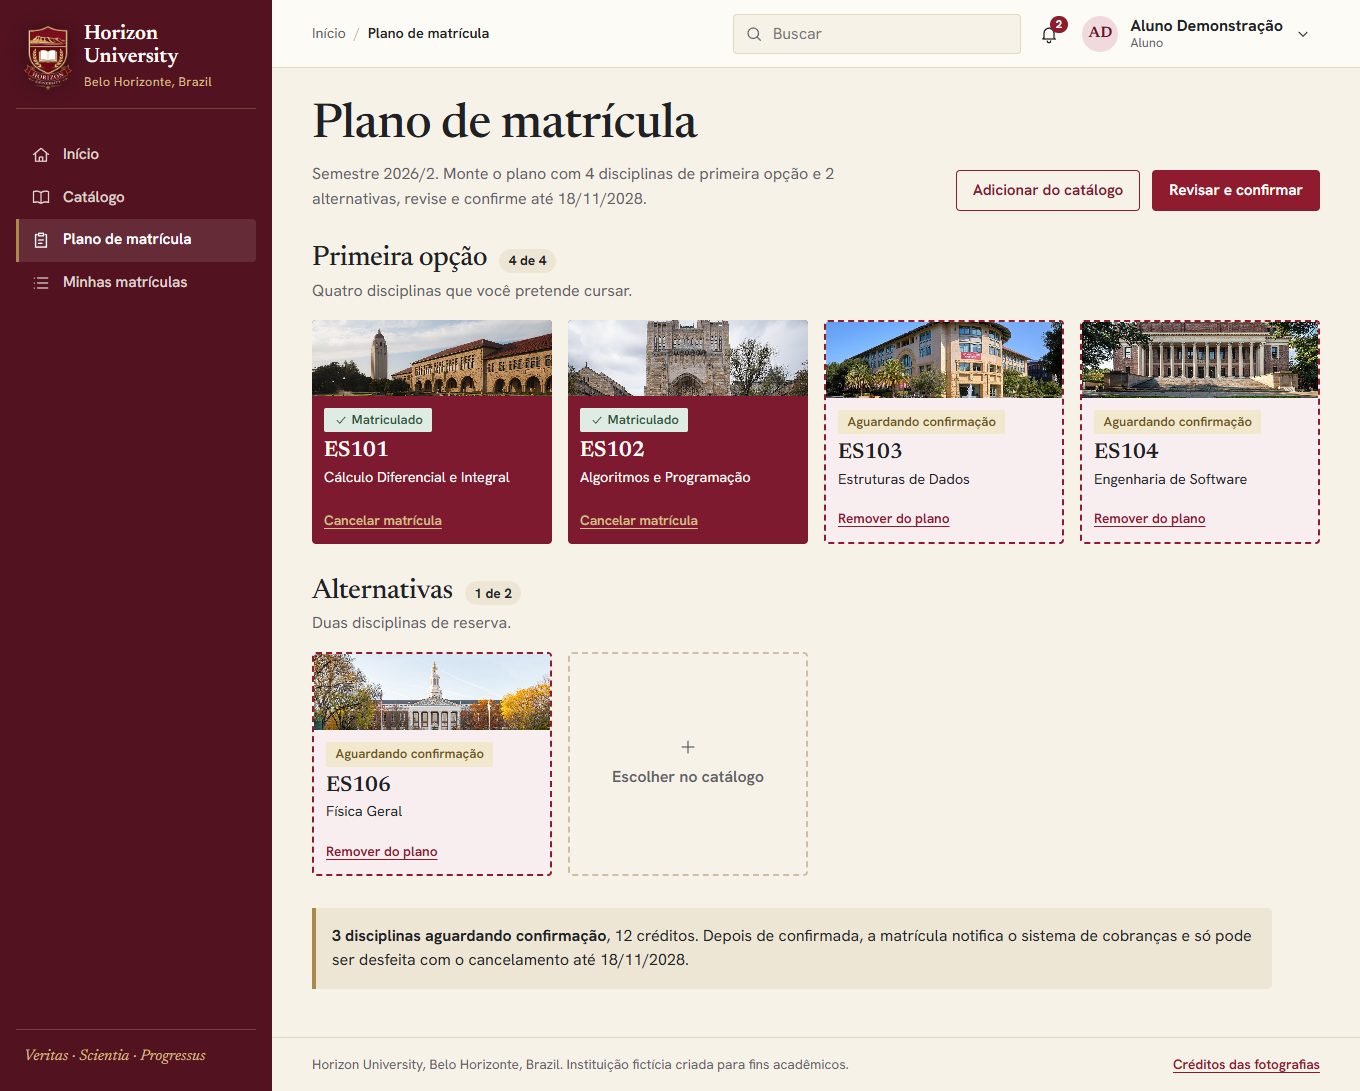 Horizon
University
Belo Horizonte, Brazil
Início
Catálogo
Plano de matrícula
Minhas matrículas
Veritas · Scientia · Progressus
Início / Plano de matrícula
Buscar
2
AD
Aluno Demonstração
Aluno
Plano de matrícula
Semestre 2026/2. Monte o plano com 4 disciplinas de primeira opção e 2
alternativas, revise e confirme até 18/11/2028.
Adicionar do catálogo
Revisar e confirmar
Primeira opção
4 de 4
Quatro disciplinas que você pretende cursar.
Matriculado
ES101
Cálculo Diferencial e Integral
Cancelar matrícula
Matriculado
ES102
Algoritmos e Programação
Cancelar matrícula
Aguardando confirmação
ES103
Estruturas de Dados
Remover do plano
Aguardando confirmação
ES104
Engenharia de Software
Remover do plano
Alternativas
1 de 2
Duas disciplinas de reserva.
Aguardando confirmação
ES106
Física Geral
Remover do plano
Escolher no catálogo
3 disciplinas aguardando confirmação, 12 créditos. Depois de confirmada, a matrícula notifica o sistema de cobranças e só pode
ser desfeita com o cancelamento até 18/11/2028.
Horizon University, Belo Horizonte, Brazil. Instituição fictícia criada para fins acadêmicos.
Créditos das fotografias